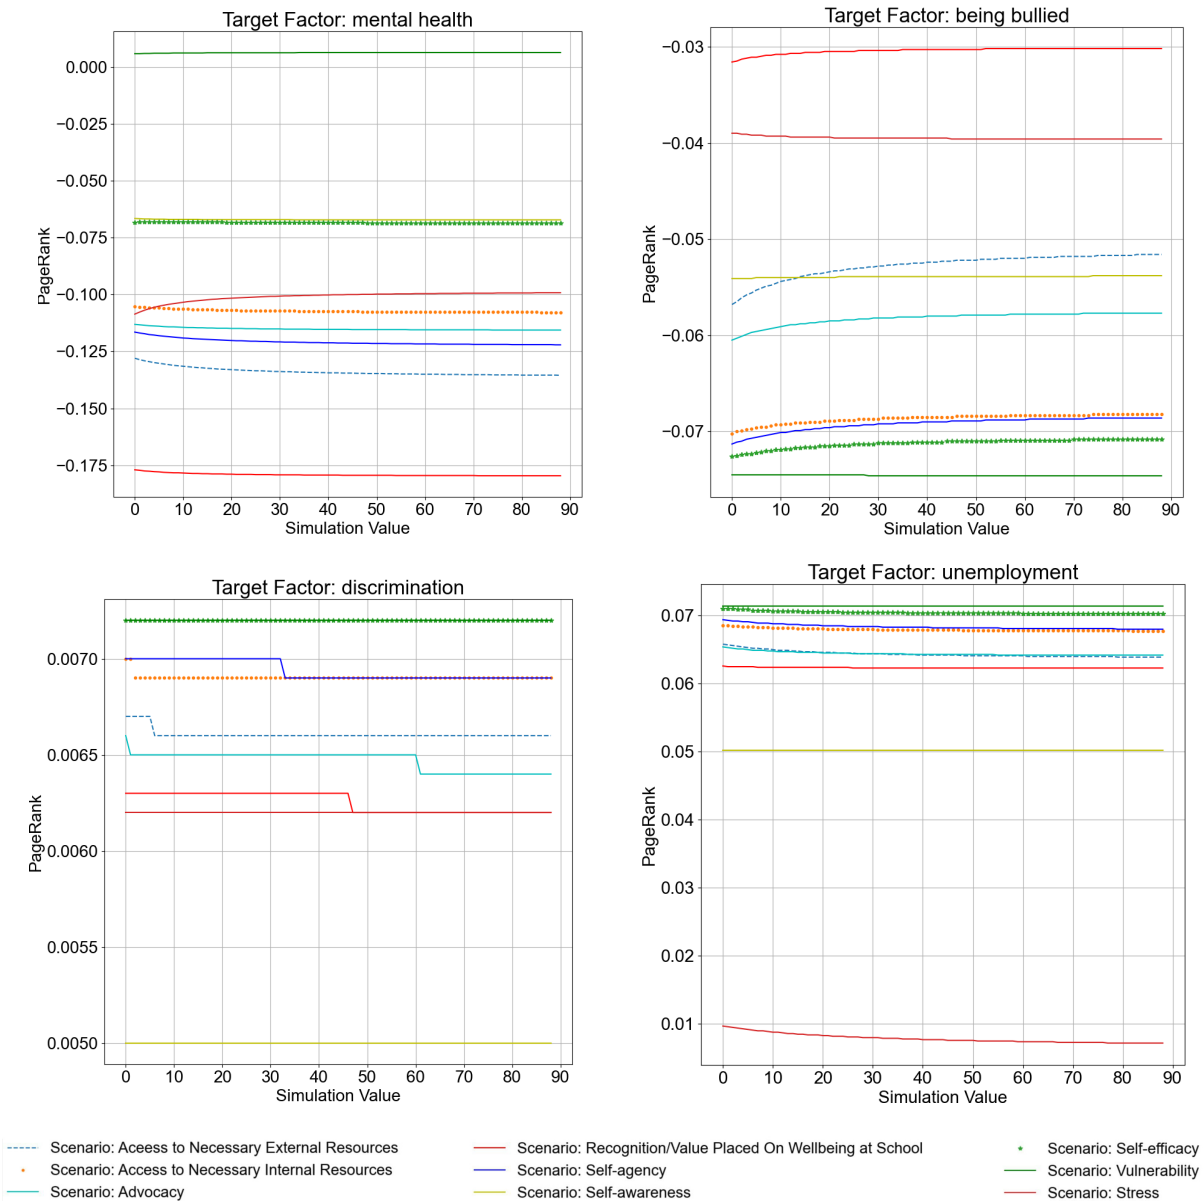 Target Factor: mental health
0.000
−0.025
−0.050
−0.075
−0.100
−0.125
−0.150
−0.175
PageRank
0 10 20 30 40 50 60 70 80 90
Simulation Value
Target Factor: being bullied
−0.03
−0.04
−0.05
−0.06
−0.07
PageRank
0 10 20 30 40 50 60 70 80 90
Simulation Value
Target Factor: discrimination
0.0070
0.0065
0.0060
0.0055
0.0050
PageRank
0 10 20 30 40 50 60 70 80 90
Simulation Value
Target Factor: unemployment
0.07
0.06
0.05
0.04
0.03
0.02
0.01
PageRank
0 10 20 30 40 50 60 70 80 90
Simulation Value
Scenario: Aceess to Necessary External Resources
Scenario: Access to Necessary Internal Resources
Scenario: Advocacy
Scenario: Recognition/Value Placed On Wellbeing at School
Scenario: Self-agency
Scenario: Self-awareness
Scenario: Self-efficacy
Scenario: Vulnerability
Scenario: Stress